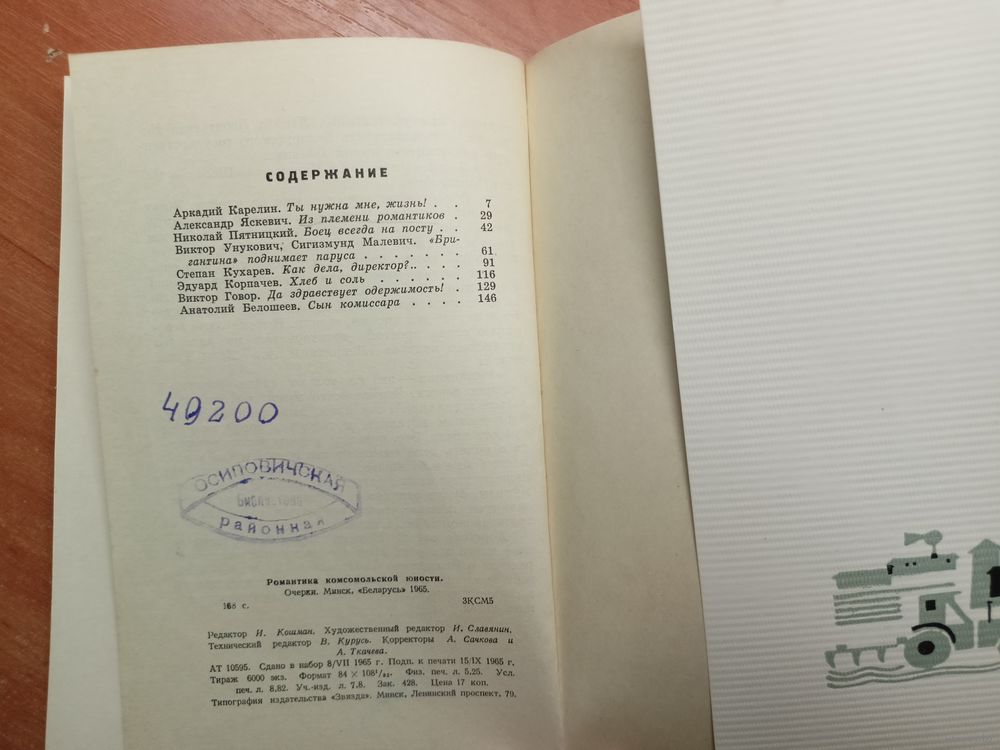 СОДЕРЖАНИЕ
Аркадий Карелин. Ты нужна мне, жизнь! . . 7
Александр Яскевич. Из племени романтиков . 29
Николай Пятницкий. Боец всегда на посту . . 42
Виктор Унукович, Сигизмунд Малевич. «Бри-
гантина» поднимает паруса . . . . . . . 61
Степан Кухарев. Как дела, директор?.. . . . 91
Эдуард Корпачев. Хлеб и соль . . . . . . 116
Виктор Говор. Да здравствует одержимость! . 129
Анатолий Белошеев. Сын комиссара . . . . 146
49200
ОСИПОВИЧСКАЯ
Библиотека
районная
Романтика комсомольской юности.
Очерки. Минск, «Беларусь» 1965.
168 с. 3КСМ5
Редактор И. Кошман. Художественный редактор И. Славянин.
Технический редактор В. Курусь. Корректоры А. Сачкова и
А. Ткачева.
АТ 10595. Сдано в набор 8/VII 1965 г. Подп. к печати 15/IX 1965 г,
Тираж 6000 экз. Формат 84 × 108¹/₃₂. Физ. печ. л. 5,25. Усл.
печ. л. 8,82. Уч.-изд. л. 7,8. Зак. 428. Цена 17 коп.
Типография издательства «Звязда». Минск, Ленинский проспект, 79.